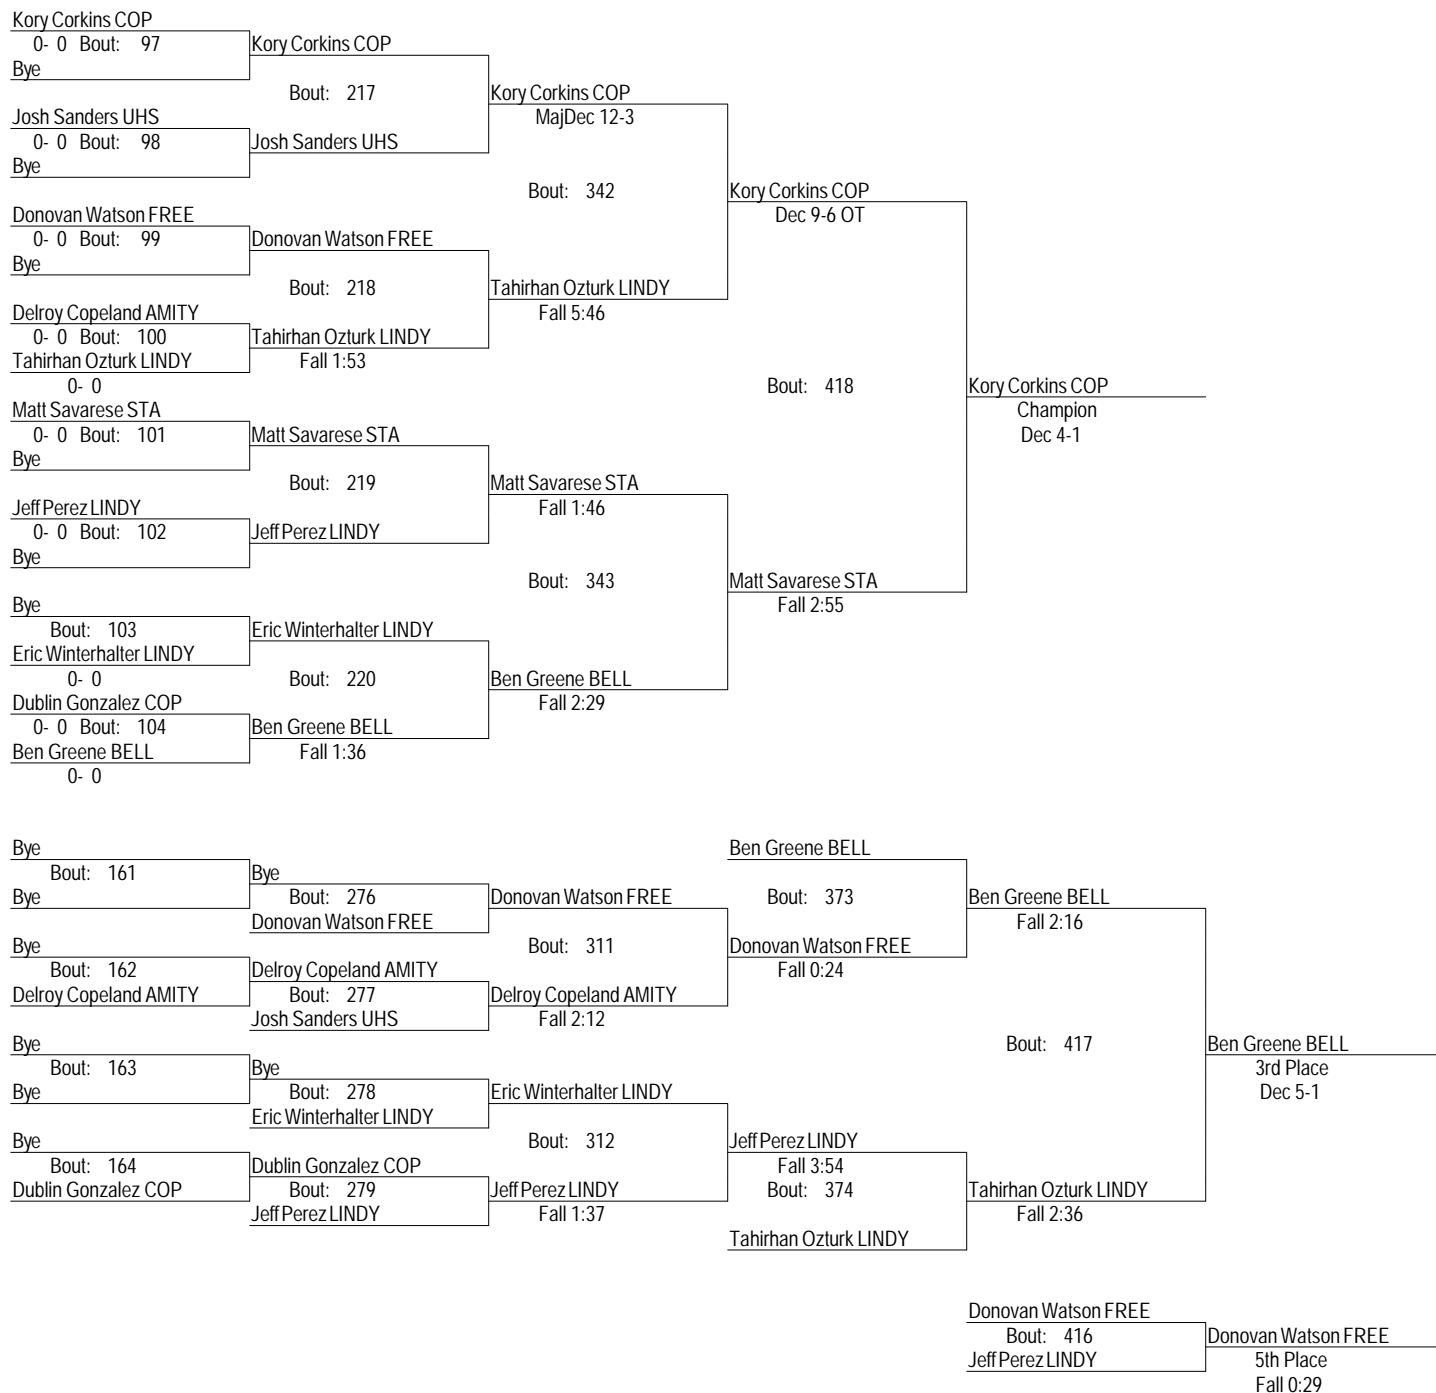 Kory Corkins COP
0- 0 Bout: 97
Bye
Kory Corkins COP
Bout: 217
Josh Sanders UHS
0- 0 Bout: 98
Bye
Josh Sanders UHS
Kory Corkins COP
MajDec 12-3
Bout: 342
Donovan Watson FREE
0- 0 Bout: 99
Bye
Donovan Watson FREE
Bout: 218
Delroy Copeland AMITY
0- 0 Bout: 100
Tahirhan Ozturk LINDY
0- 0
Tahirhan Ozturk LINDY
Fall 1:53
Tahirhan Ozturk LINDY
Fall 5:46
Kory Corkins COP
Dec 9-6 OT
Bout: 418
Kory Corkins COP
Champion
Dec 4-1
Matt Savarese STA
0- 0 Bout: 101
Bye
Matt Savarese STA
Bout: 219
Jeff Perez LINDY
0- 0 Bout: 102
Bye
Jeff Perez LINDY
Matt Savarese STA
Fall 1:46
Bout: 343
Matt Savarese STA
Fall 2:55
Bye
Bout: 103
Eric Winterhalter LINDY
0- 0
Eric Winterhalter LINDY
Bout: 220
Dublin Gonzalez COP
0- 0 Bout: 104
Ben Greene BELL
0- 0
Ben Greene BELL
Fall 1:36
Ben Greene BELL
Fall 2:29
Bye
Bout: 161
Bye
Bye
Bout: 276
Donovan Watson FREE
Donovan Watson FREE
Bout: 311
Bye
Bout: 162
Delroy Copeland AMITY
Delroy Copeland AMITY
Bout: 277
Josh Sanders UHS
Delroy Copeland AMITY
Fall 2:12
Ben Greene BELL
Bout: 373
Donovan Watson FREE
Fall 0:24
Ben Greene BELL
Fall 2:16
Bout: 417
Ben Greene BELL
3rd Place
Dec 5-1
Bye
Bout: 163
Bye
Bye
Bout: 278
Eric Winterhalter LINDY
Eric Winterhalter LINDY
Bout: 312
Bye
Bout: 164
Dublin Gonzalez COP
Dublin Gonzalez COP
Bout: 279
Jeff Perez LINDY
Jeff Perez LINDY
Fall 1:37
Jeff Perez LINDY
Fall 3:54
Bout: 374
Tahirhan Ozturk LINDY
Tahirhan Ozturk LINDY
Fall 2:36
Donovan Watson FREE
Bout: 416
Jeff Perez LINDY
Donovan Watson FREE
5th Place
Fall 0:29